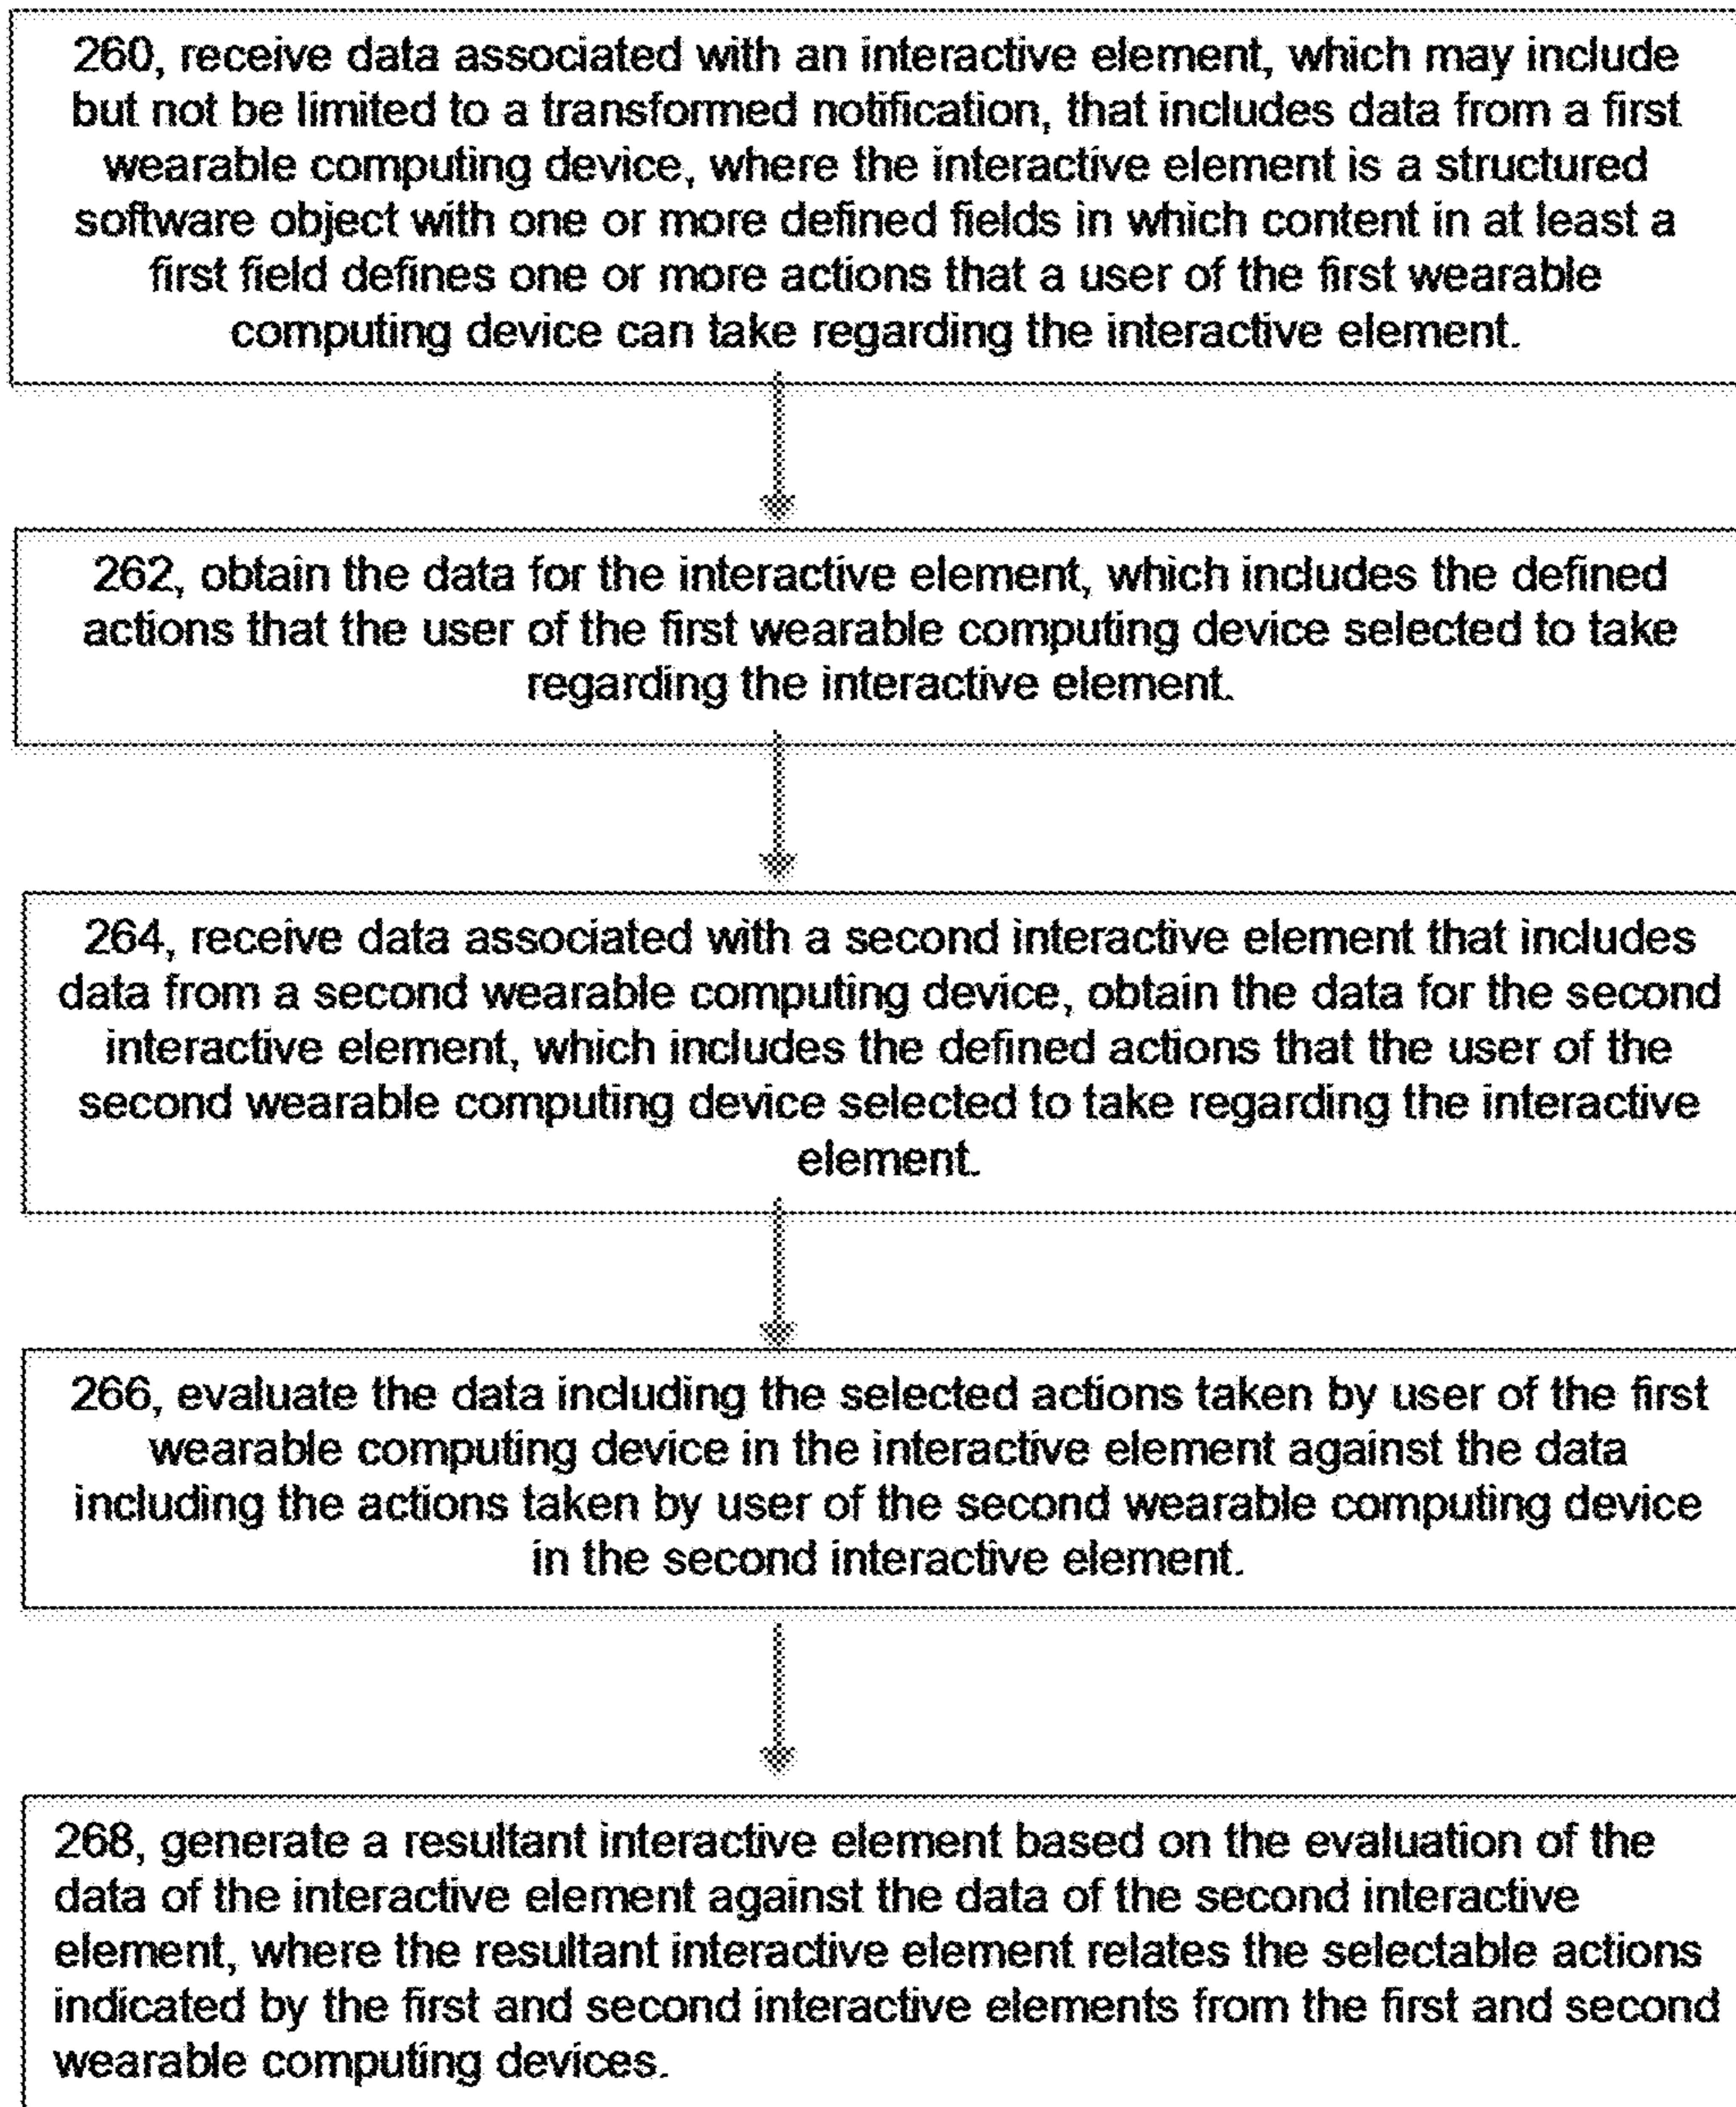 260, receive data associated with an interactive element, which may include
but not be limited to a transformed notification, that includes data from a first
wearable computing device, where the interactive element is a structured
software object with one or more defined fields in which content in at least a
first field defines one or more actions that a user of the first wearable
computing device can take regarding the interactive element.
262, obtain the data for the interactive element, which includes the defined
actions that the user of the first wearable computing device selected to take
regarding the interactive element.
264, receive data associated with a second interactive element that includes
data from a second wearable computing device, obtain the data for the second
interactive element, which includes the defined actions that the user of the
second wearable computing device selected to take regarding the interactive
element.
266, evaluate the data including the selected actions taken by user of the first
wearable computing device in the interactive element against the data
including the actions taken by user of the second wearable computing device
in the second interactive element.
268, generate a resultant interactive element based on the evaluation of the
data of the interactive element against the data of the second interactive
element, where the resultant interactive element relates the selectable actions
indicated by the first and second interactive elements from the first and second
wearable computing devices.